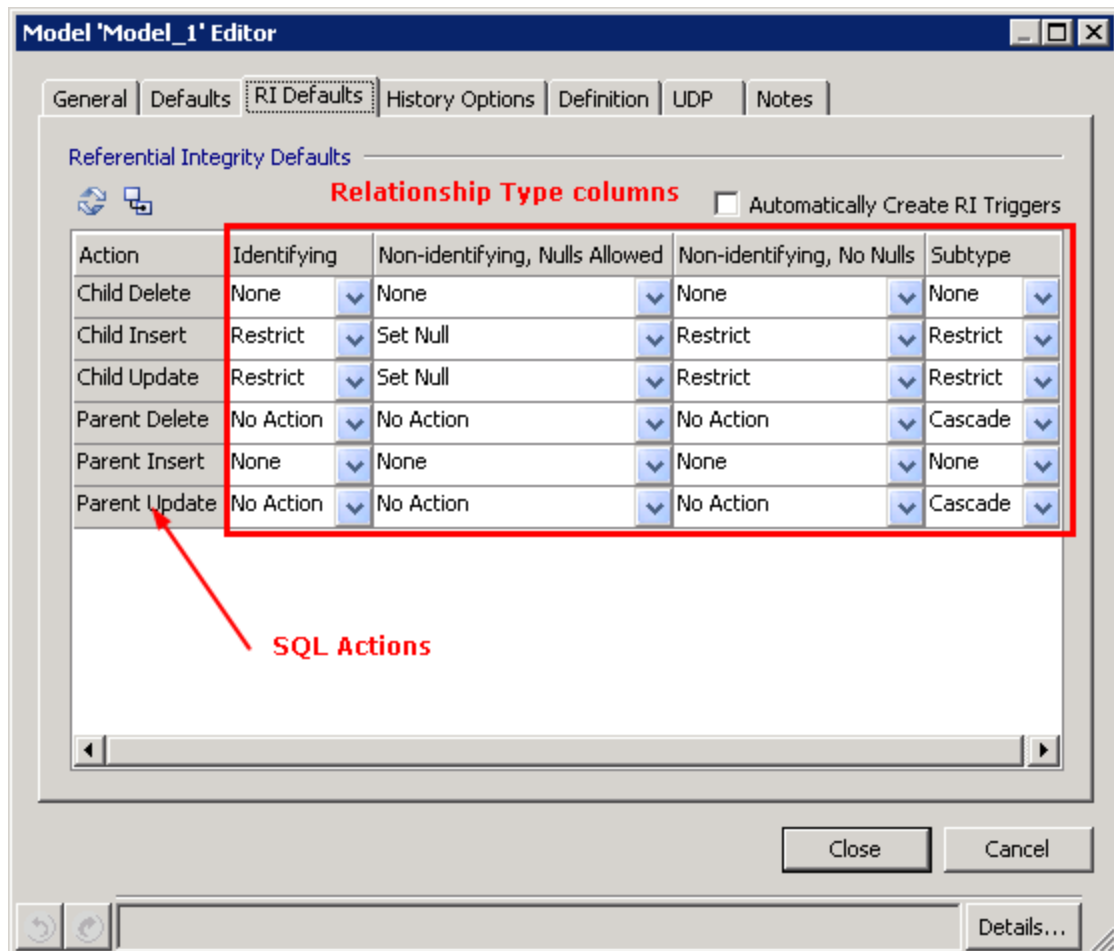 Model 'Model_1' Editor
General Defaults RI Defaults History Options Definition UDP Notes
Referential Integrity Defaults
Relationship Type columns
Automatically Create RI Triggers
Action Identifying Non-identifying, Nulls Allowed Non-identifying, No Nulls Subtype
Child Delete None None None None
Child Insert Restrict Set Null Restrict Restrict
Child Update Restrict Set Null Restrict Restrict
Parent Delete No Action No Action No Action Cascade
Parent Insert None None None None
Parent Update No Action No Action No Action Cascade
SQL Actions
Close Cancel
Details...